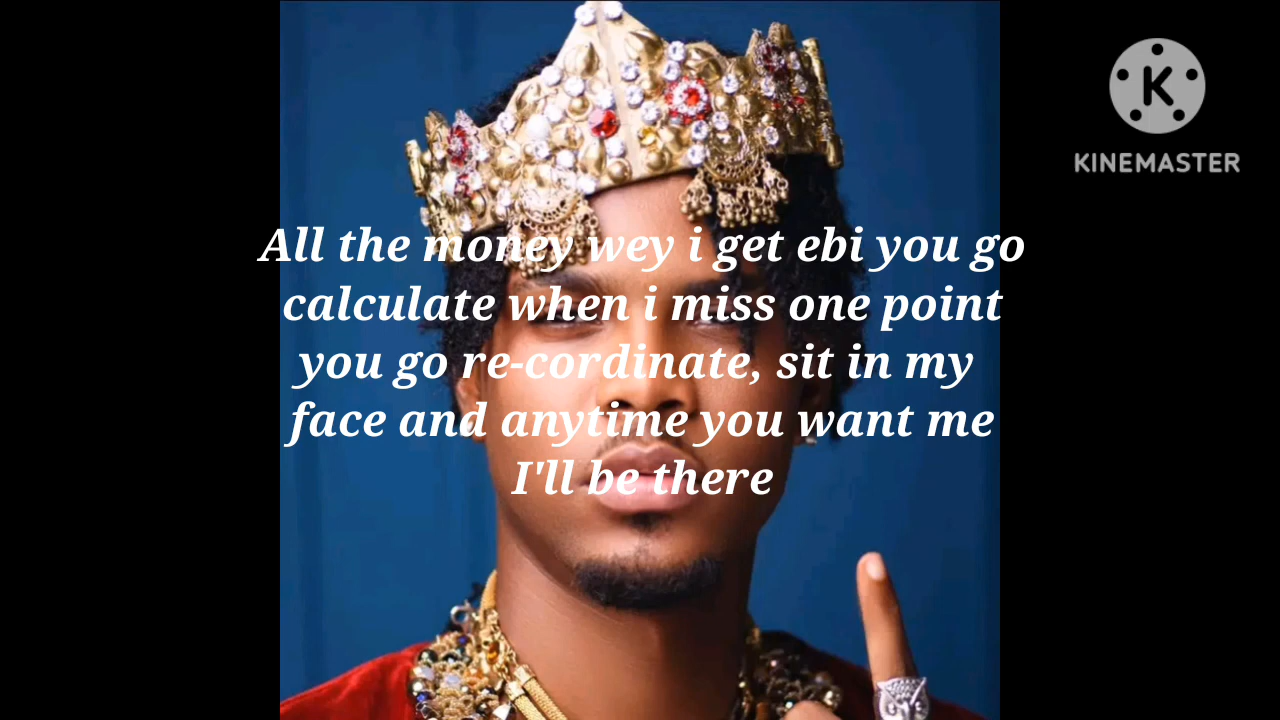 All the money wey i get ebi you go
calculate when i miss one point
you go re-cordinate, sit in my
face and anytime you want me
I'll be there
KINEMASTER